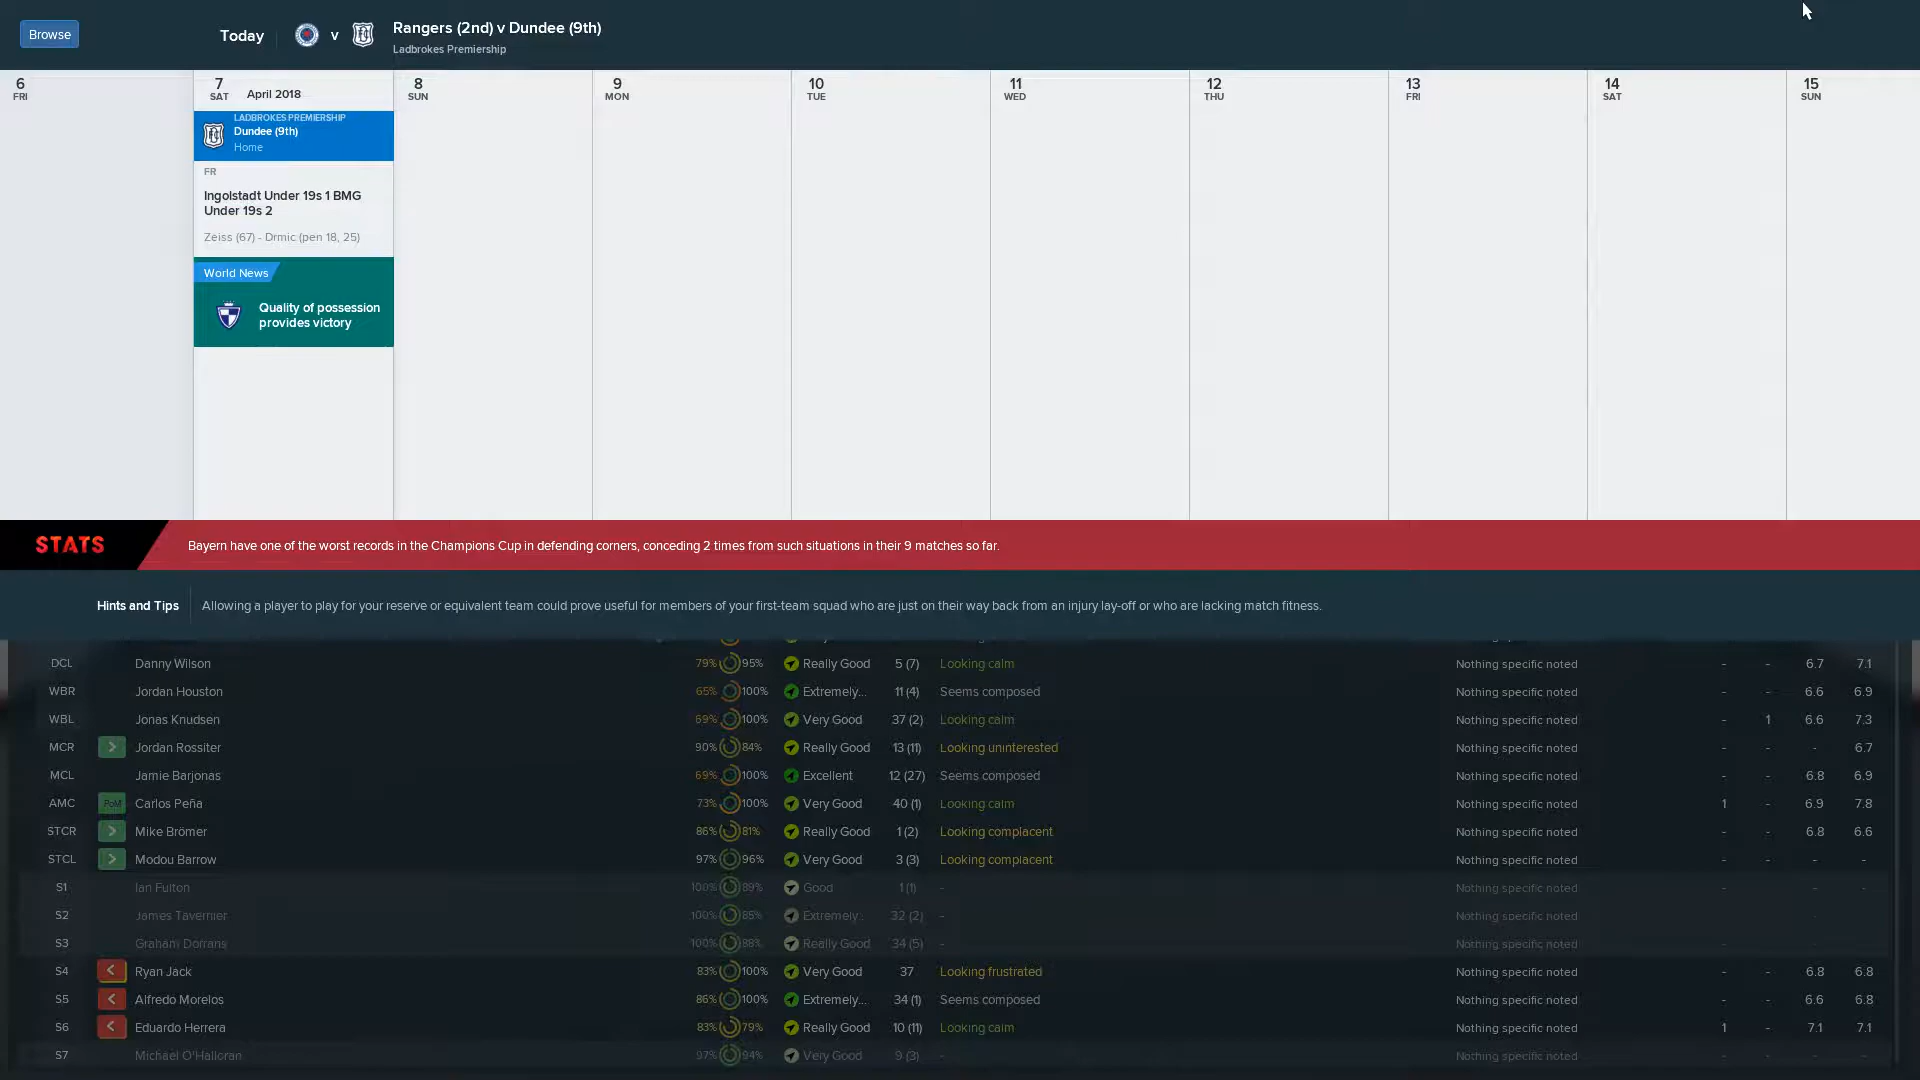 Browse
Today
v
Rangers (2nd) v Dundee (9th)
Ladbrokes Premiership
6
FRI
7
SAT
April 2018
8
SUN
9
MON
10
TUE
11
WED
12
THU
13
FRI
14
SAT
15
SUN
LADBROKES PREMIERSHIP
Dundee (9th)
Home
FR
Ingolstadt Under 19s 1 BMG
Under 19s 2
Zeiss (67) - Drmic (pen 18, 25)
World News
Quality of possession
provides victory
STATS
Bayern have one of the worst records in the Champions Cup in defending corners, conceding 2 times from such situations in their 9 matches so far.
Hints and Tips
Allowing a player to play for your reserve or equivalent team could prove useful for members of your first-team squad who are just on their way back from an injury lay-off or who are lacking match fitness.
DCL Danny Wilson 79% 95% Really Good 5 (7) Looking calm Nothing specific noted - - 6.7 7.1
WBR Jordan Houston 65% 100% Extremely... 11 (4) Seems composed Nothing specific noted - - 6.6 6.9
WBL Jonas Knudsen 69% 100% Very Good 37 (2) Looking calm Nothing specific noted - 1 6.6 7.3
MCR Jordan Rossiter 90% 84% Really Good 13 (11) Looking uninterested Nothing specific noted - - - 6.7
MCL Jamie Barjonas 69% 100% Excellent 12 (27) Seems composed Nothing specific noted - - 6.8 6.9
AMC PoM Carlos Peña 73% 100% Very Good 40 (1) Looking calm Nothing specific noted 1 - 6.9 7.8
STCR Mike Brömer 86% 81% Really Good 1 (2) Looking complacent Nothing specific noted - - 6.8 6.6
STCL Modou Barrow 97% 96% Very Good 3 (3) Looking complacent Nothing specific noted - - - -
S1 Ian Fulton 100% 89% Good 1 (1) - Nothing specific noted - - - -
S2 James Tavernier 100% 85% Extremely... 32 (2) - Nothing specific noted
S3 Graham Dorrans 100% 88% Really Good 34 (5) - Nothing specific noted
S4 Ryan Jack 83% 100% Very Good 37 Looking frustrated Nothing specific noted - - 6.8 6.8
S5 Alfredo Morelos 86% 100% Extremely... 34 (1) Seems composed Nothing specific noted - - 6.6 6.8
S6 Eduardo Herrera 83% 79% Really Good 10 (11) Looking calm Nothing specific noted 1 - 7.1 7.1
S7 Michael O'Halloran 97% 94% Very Good 9 (3) - Nothing specific noted - - - -